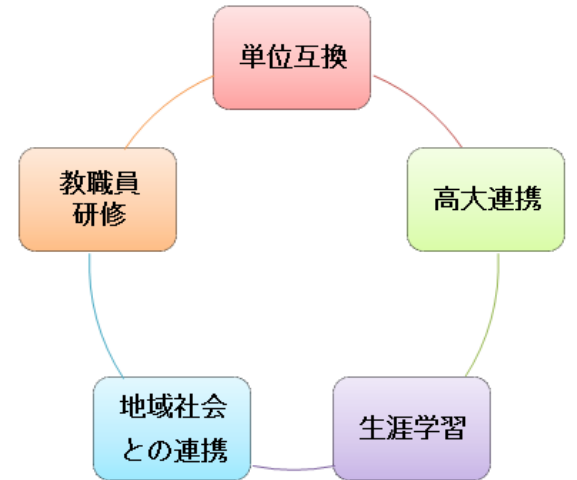 単位互換
高大連携
生涯学習
地域社会
との連携
教職員
研修